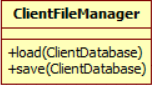 ClientFileManager
+load(ClientDatabase)
+save(ClientDatabase)